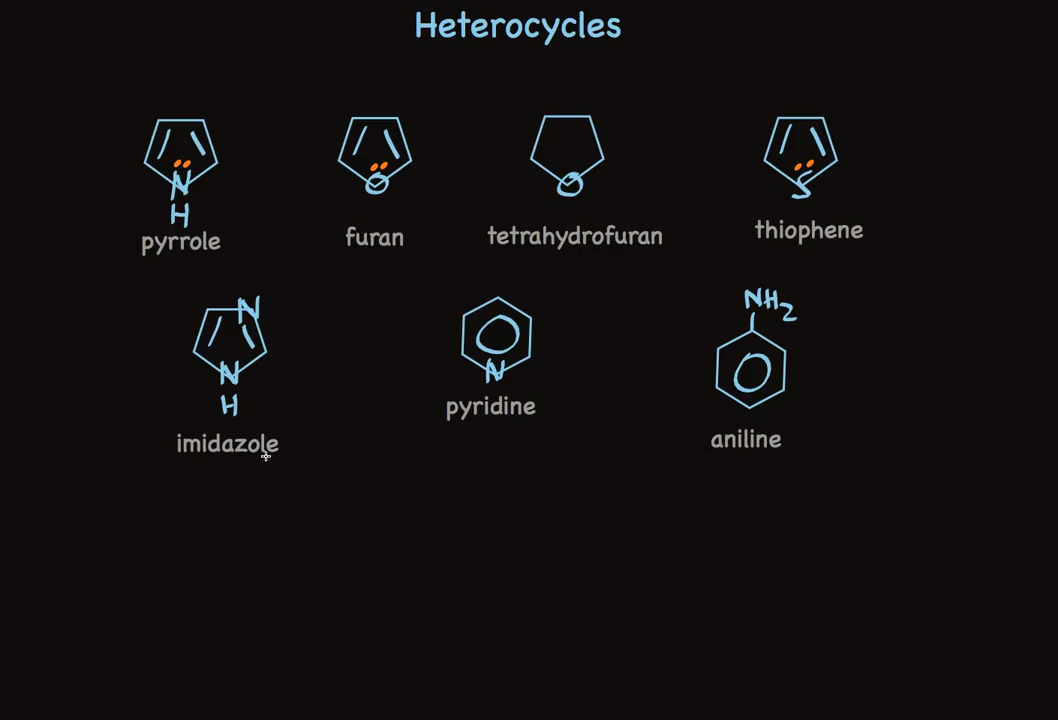 Heterocycles
N
H
O
O
S
pyrrole
furan
tetrahydrofuran
thiophene
N
N
H
N
NH2
imidazole
pyridine
aniline